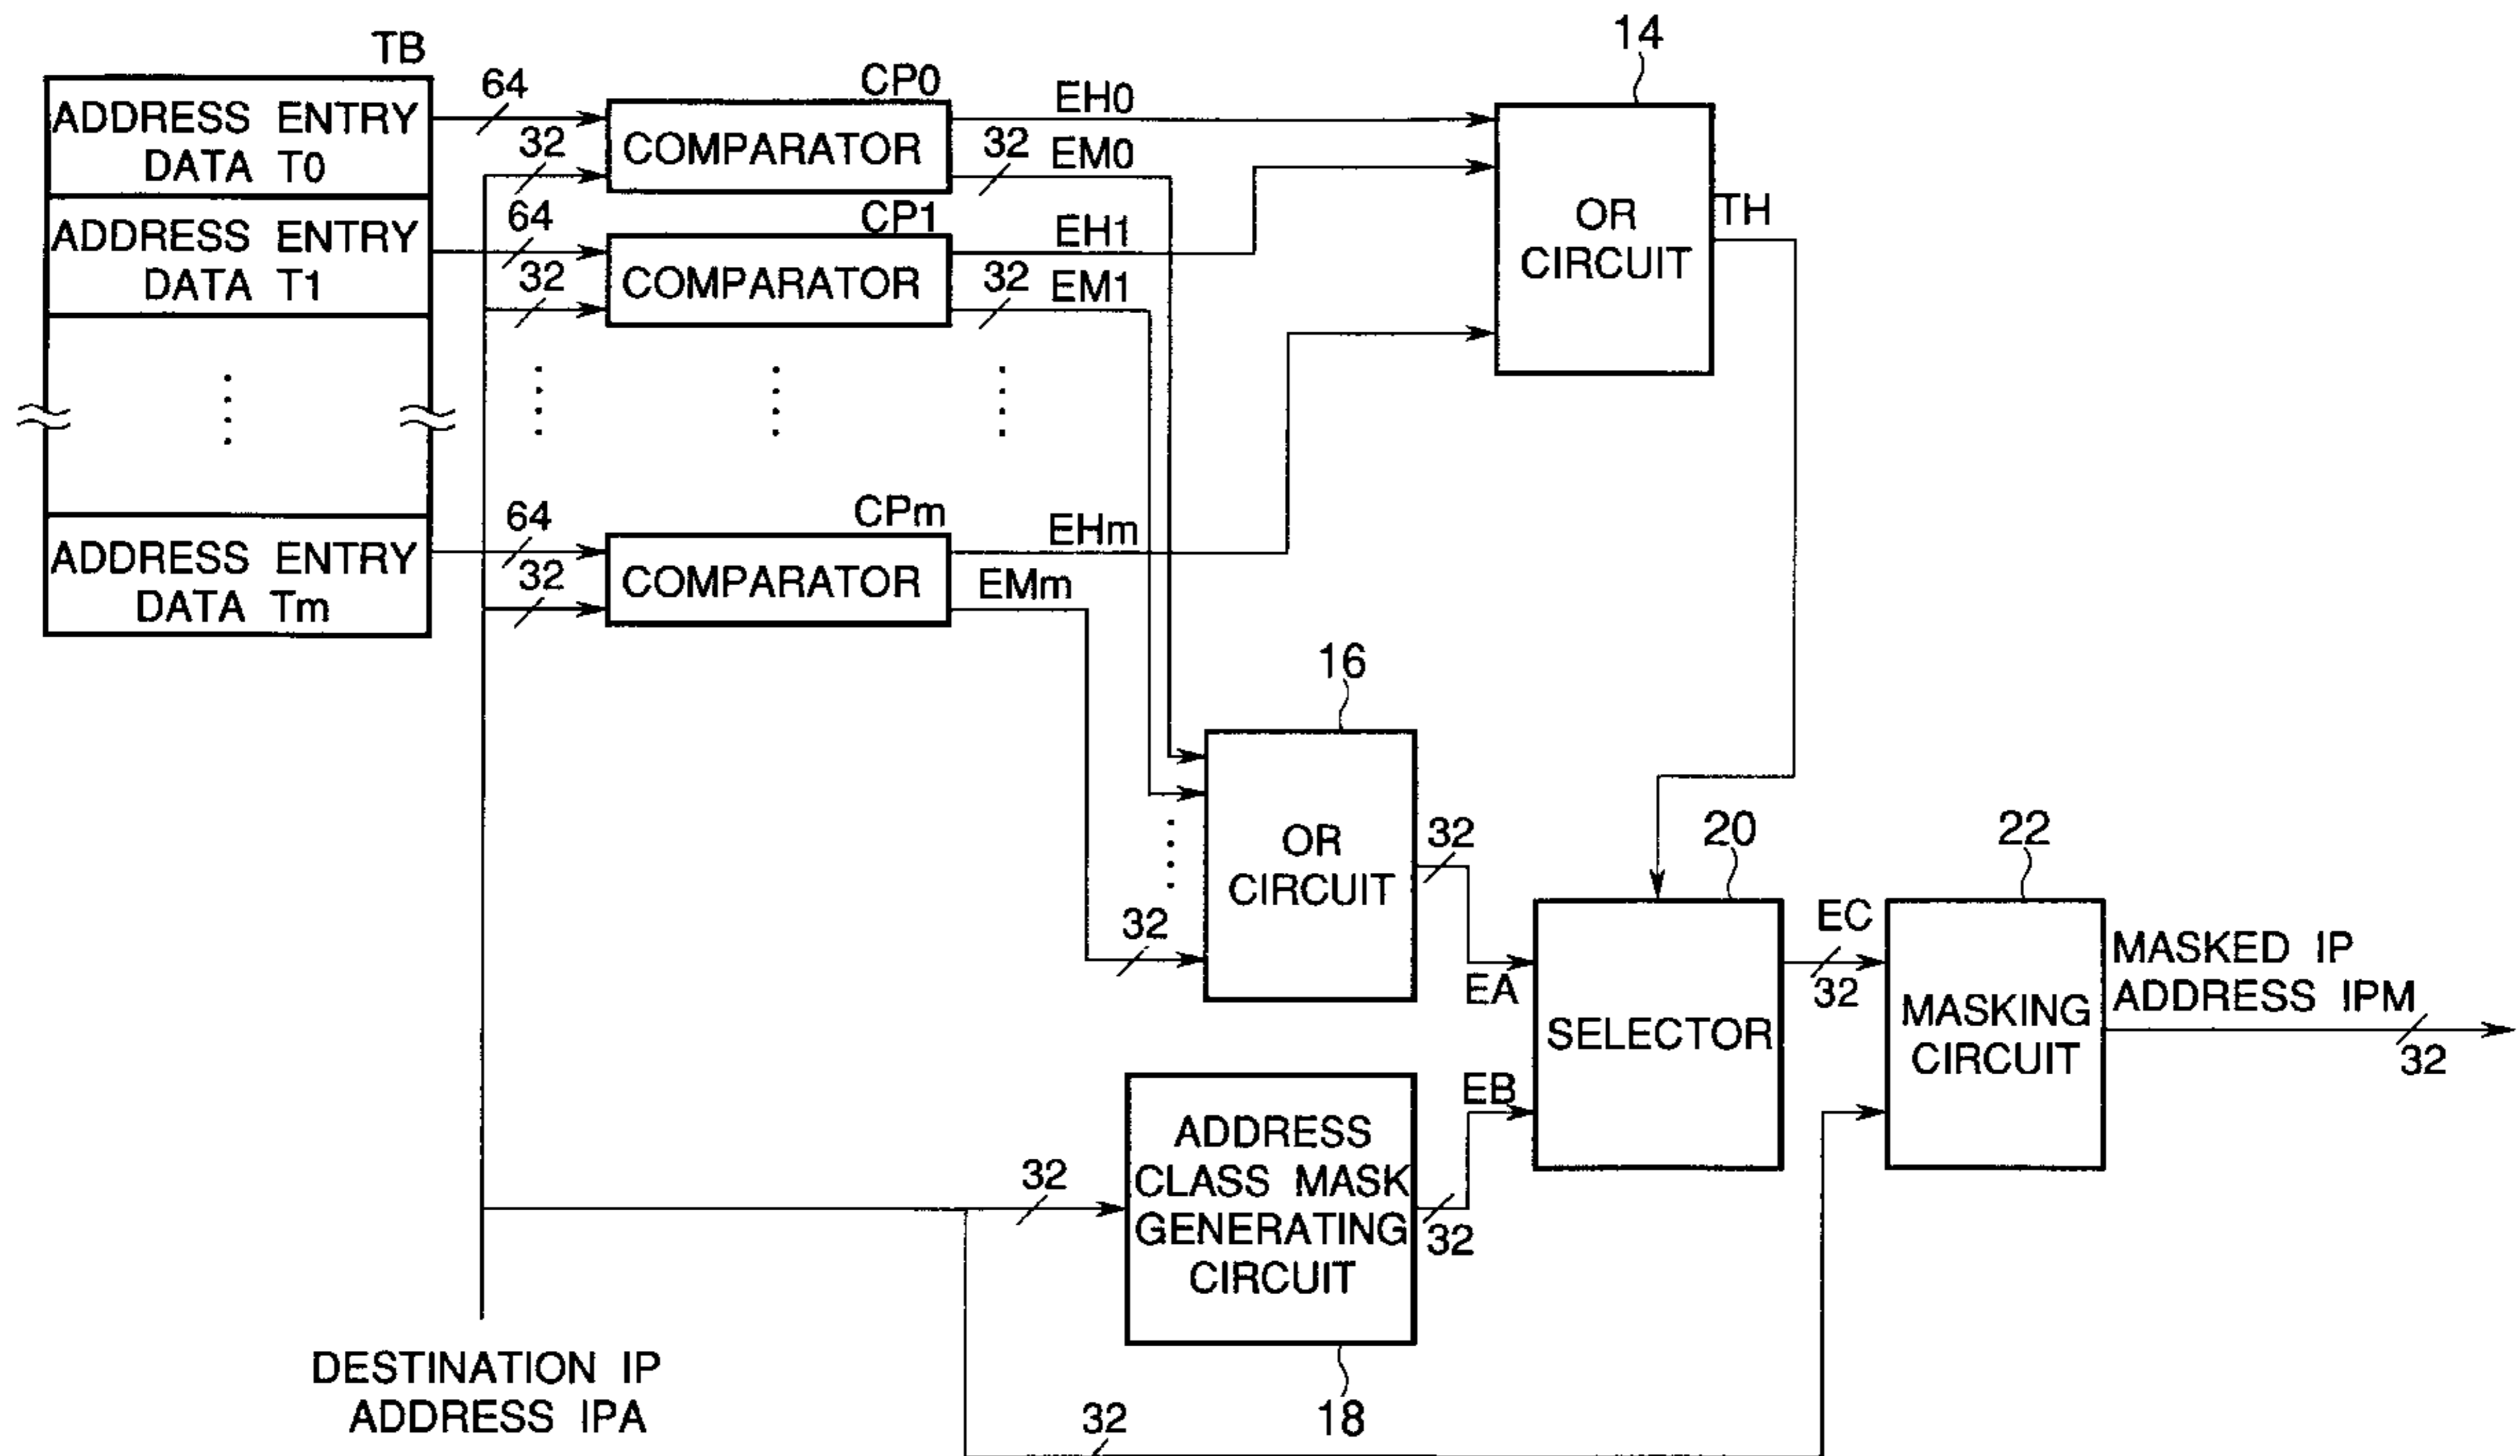 TB
ADDRESS ENTRY
DATA T0
ADDRESS ENTRY
DATA T1
ADDRESS ENTRY
DATA Tm
64
32
64
32
64
32
CP0
COMPARATOR
CP1
COMPARATOR
CPm
COMPARATOR
EH0
32 EM0
EH1
32 EM1
EHm
EMm
14
OR
CIRCUIT
TH
16
OR
CIRCUIT
32
32
EA
20
SELECTOR
EB
EC
32
22
MASKING
CIRCUIT
MASKED IP
ADDRESS IPM
32
32
ADDRESS
CLASS MASK
GENERATING
CIRCUIT
32
18
DESTINATION IP
ADDRESS IPA
32